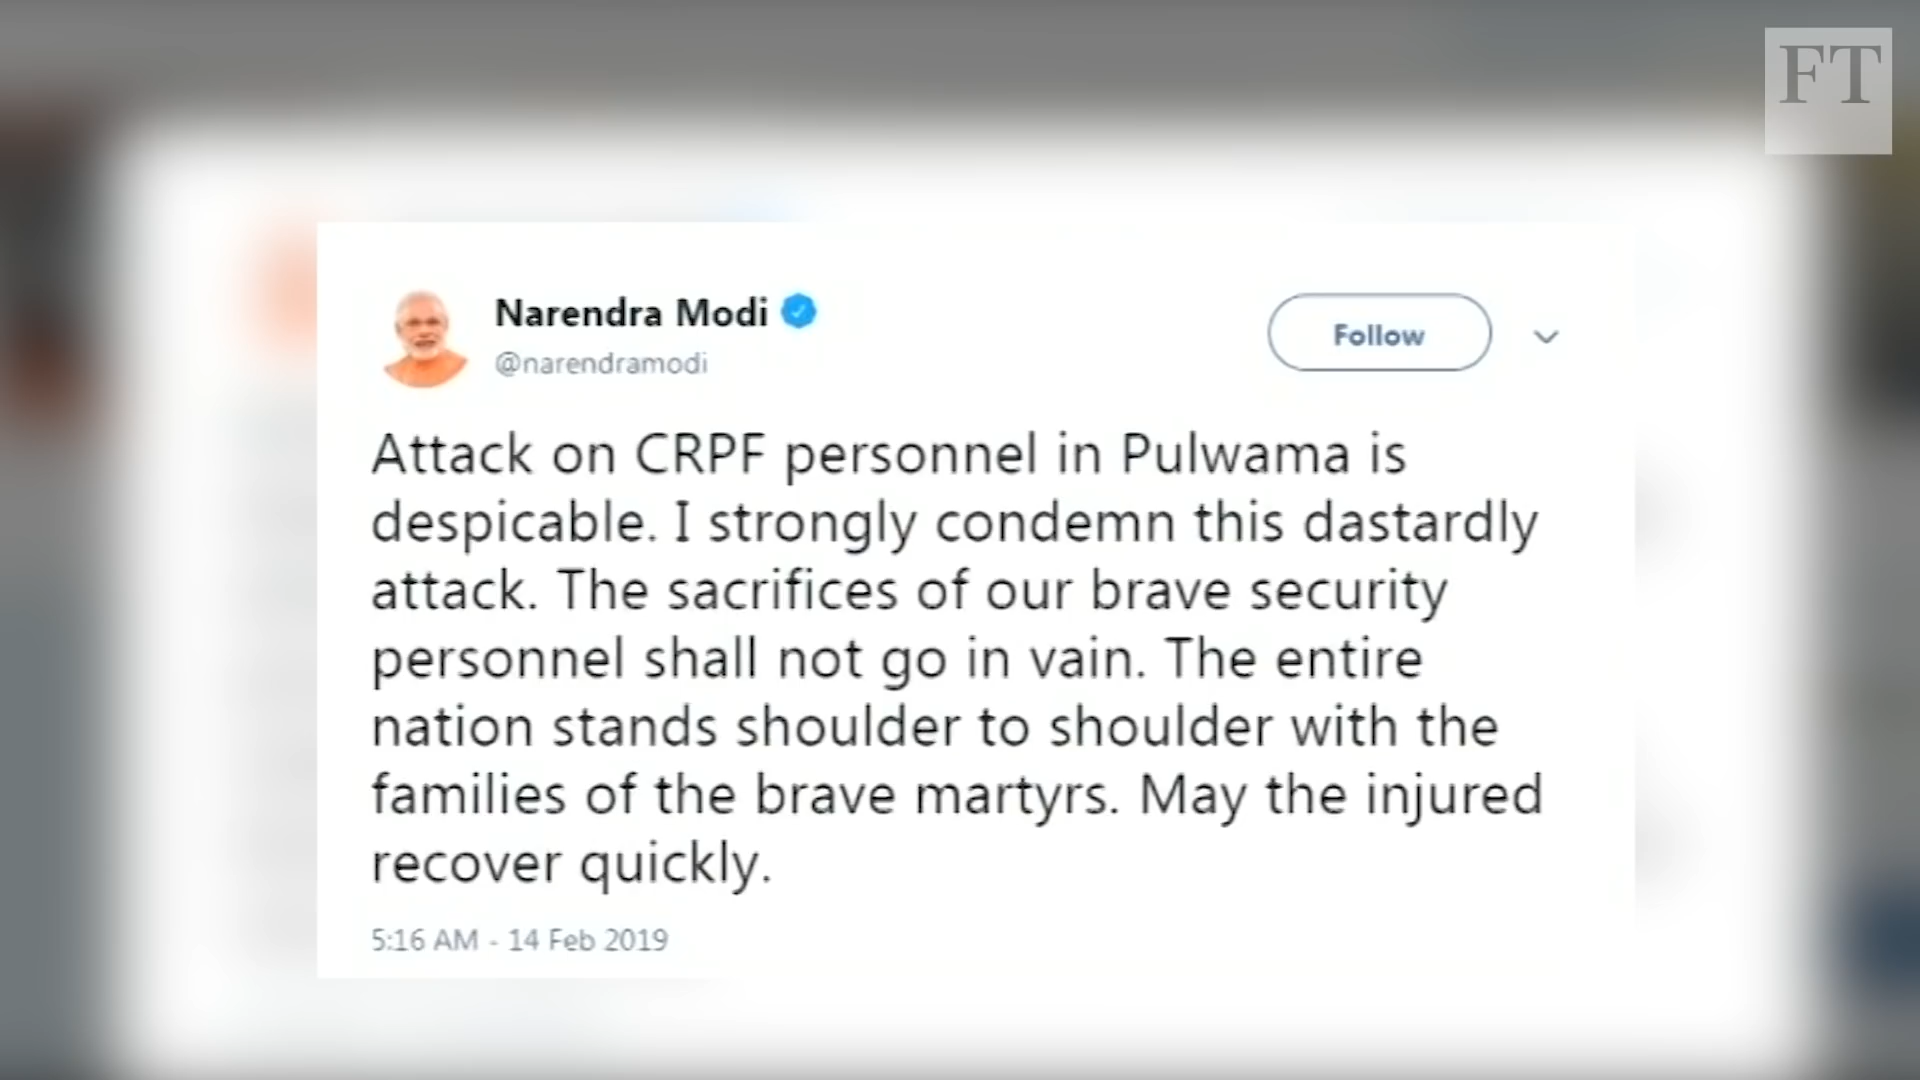 FT
Narendra Modi
@narendramodi
Follow
Attack on CRPF personnel in Pulwama is
despicable. I strongly condemn this dastardly
attack. The sacrifices of our brave security
personnel shall not go in vain. The entire
nation stands shoulder to shoulder with the
families of the brave martyrs. May the injured
recover quickly.
5:16 AM - 14 Feb 2019